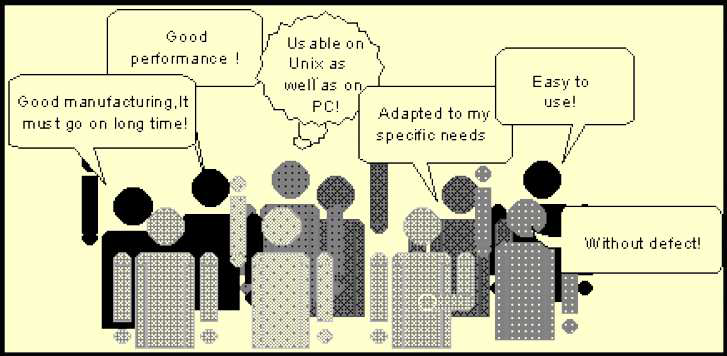 Good
performance !
Us able on
Unix as
well as on
PC!
Good manufacturing,It
must go on long time!
Adapted to my
specific needs
Easy to
use!
Without defect!